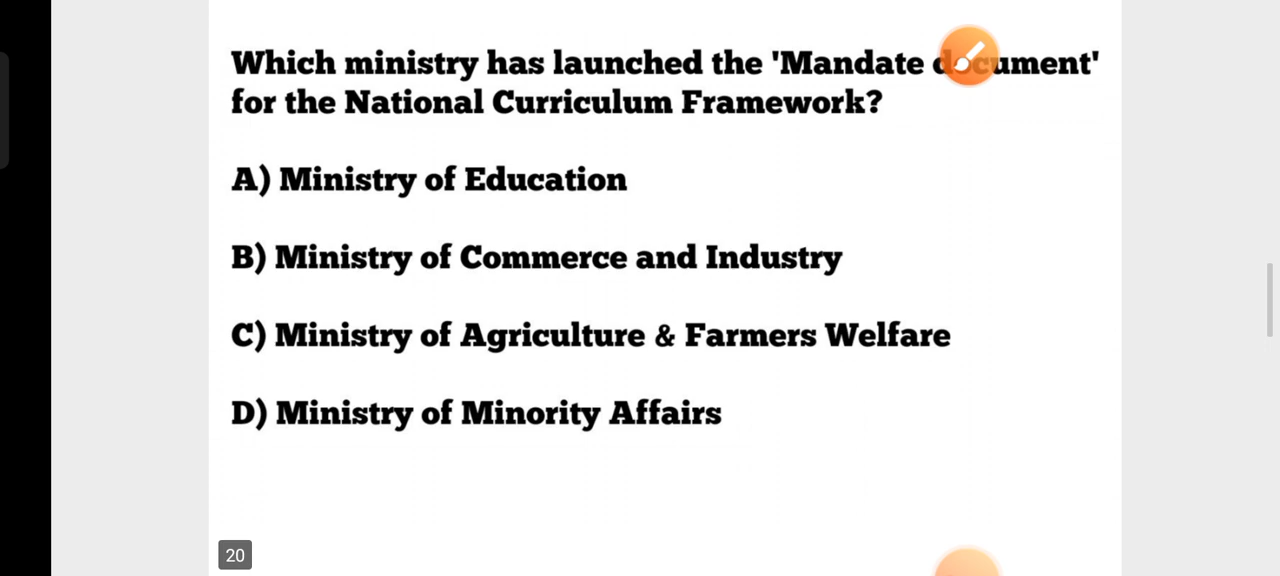 Which ministry has launched the 'Mandate document'
for the National Curriculum Framework?
A) Ministry of Education
B) Ministry of Commerce and Industry
C) Ministry of Agriculture & Farmers Welfare
D) Ministry of Minority Affairs
20